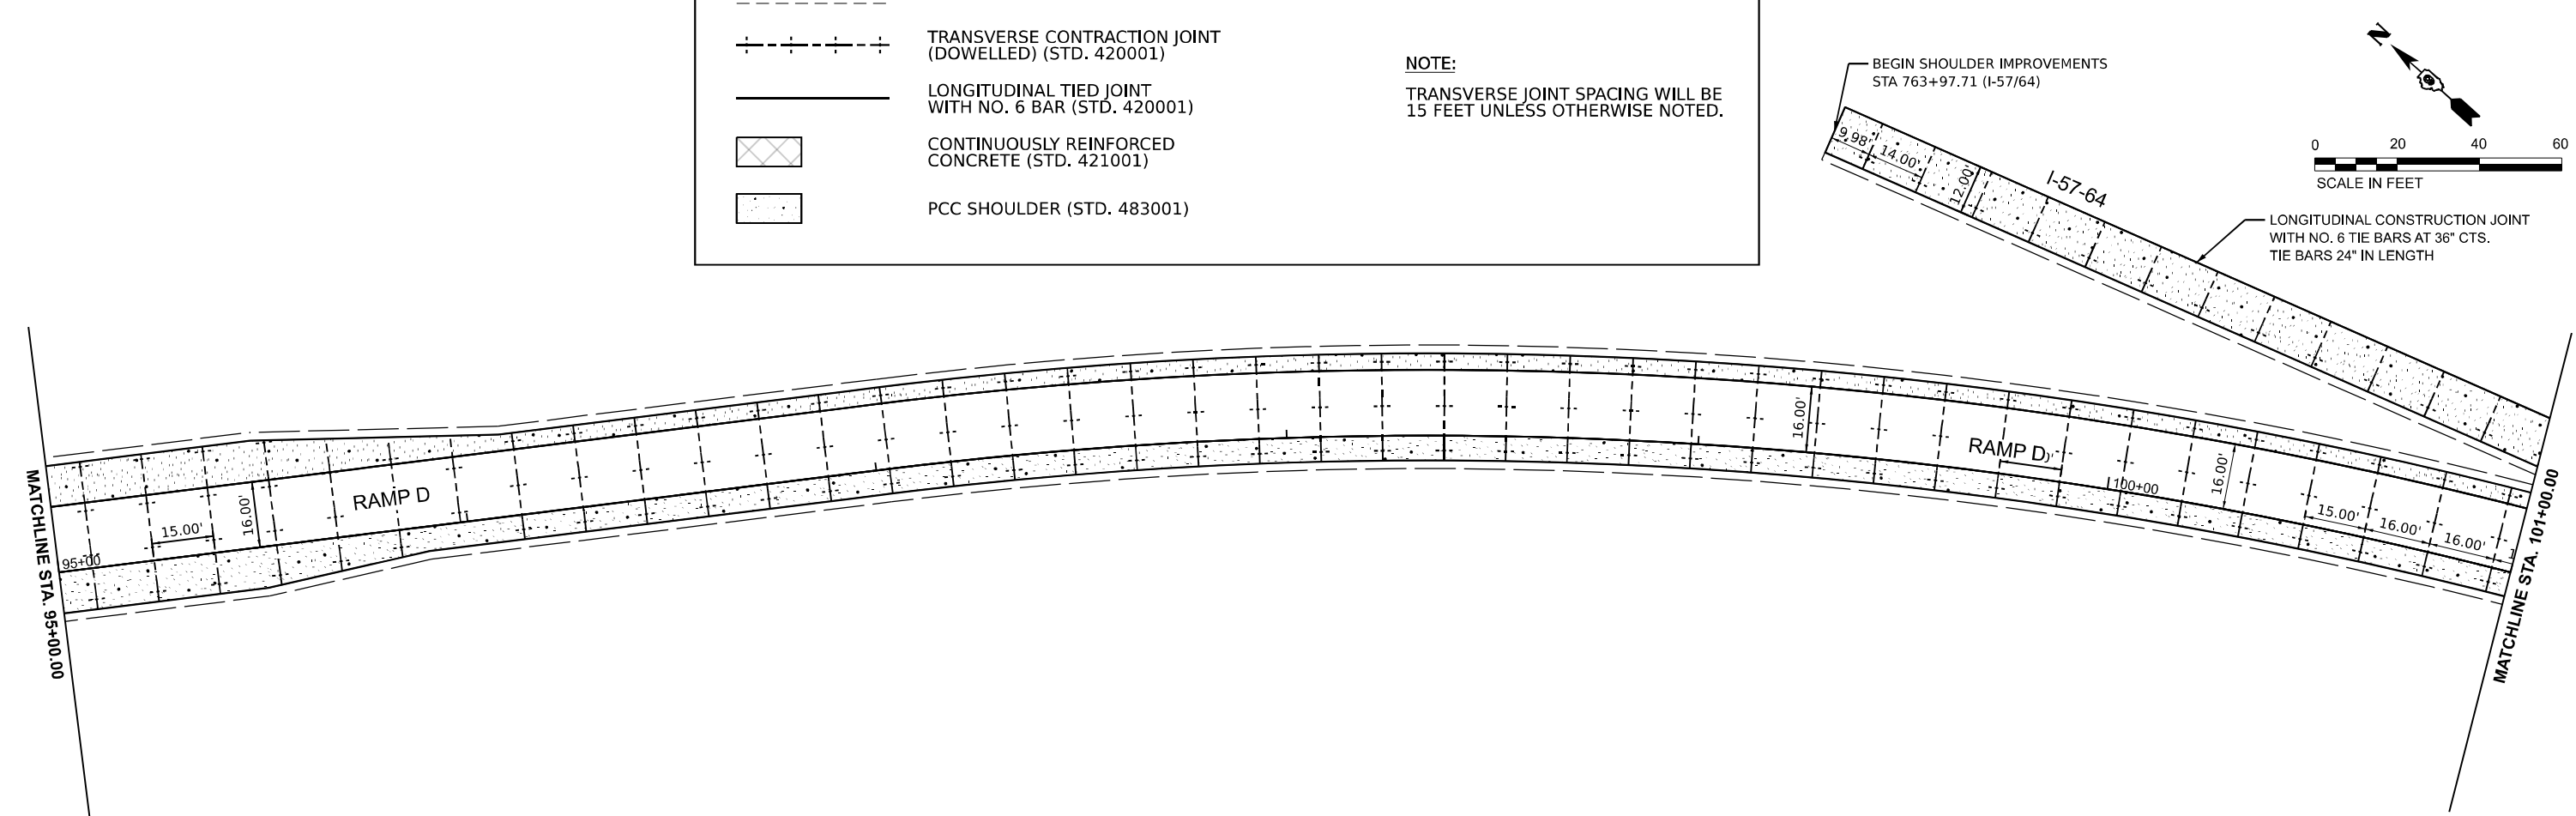 TRANSVERSE CONTRACTION JOINT
(DOWELLED) (STD. 420001)
LONGITUDINAL TIED JOINT
WITH NO. 6 BAR (STD. 420001)
CONTINUOUSLY REINFORCED
CONCRETE (STD. 421001)
PCC SHOULDER (STD. 483001)
NOTE:
TRANSVERSE JOINT SPACING WILL BE
15 FEET UNLESS OTHERWISE NOTED.
BEGIN SHOULDER IMPROVEMENTS
STA 763+97.71 (I-57/64)
N
0 20 40 60
SCALE IN FEET
9.98'
14.00'
12.00'
I-57-64
LONGITUDINAL CONSTRUCTION JOINT
WITH NO. 6 TIE BARS AT 36" CTS.
TIE BARS 24" IN LENGTH
MATCHLINE STA. 95+00.00
95+00
15.00'
16.00'
RAMP D
16.00'
RAMP D
100+00
16.00'
15.00'
16.00'
16.00'
1
MATCHLINE STA. 101+00.00